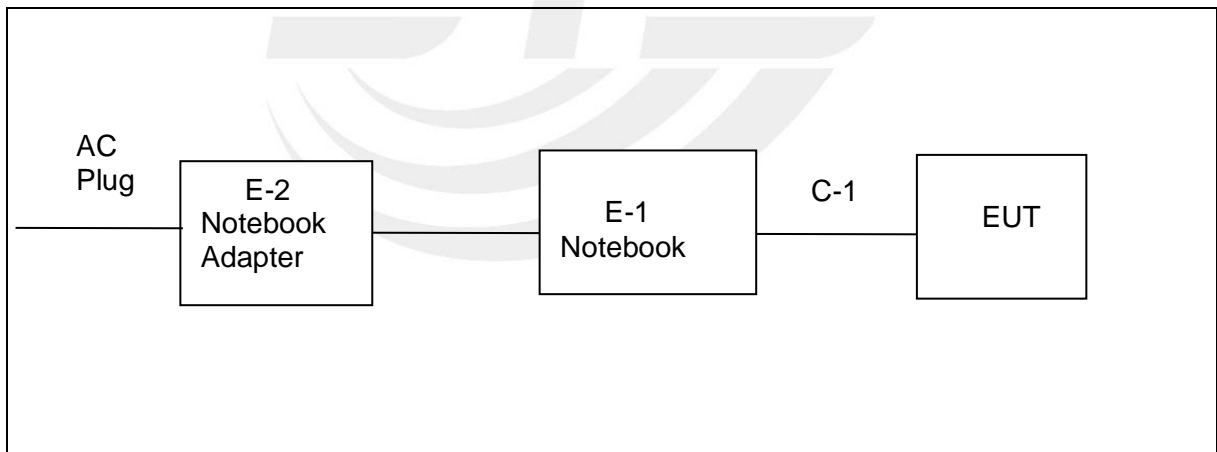 AC
Plug
E-2
Notebook
Adapter
E-1
Notebook
C-1
EUT